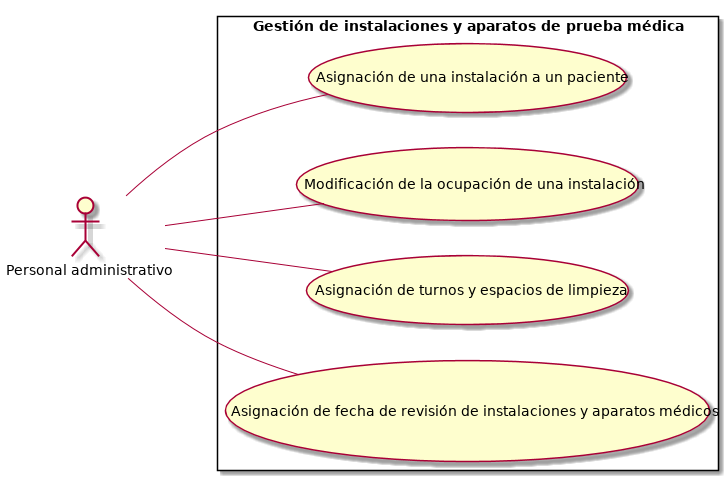 Gestión de instalaciones y aparatos de prueba médica
Asignación de una instalación a un paciente
Modificación de la ocupación de una instalación
Personal administrativo
Asignación de turnos y espacios de limpieza
Asignación de fecha de revisión de instalaciones y aparatos médicos